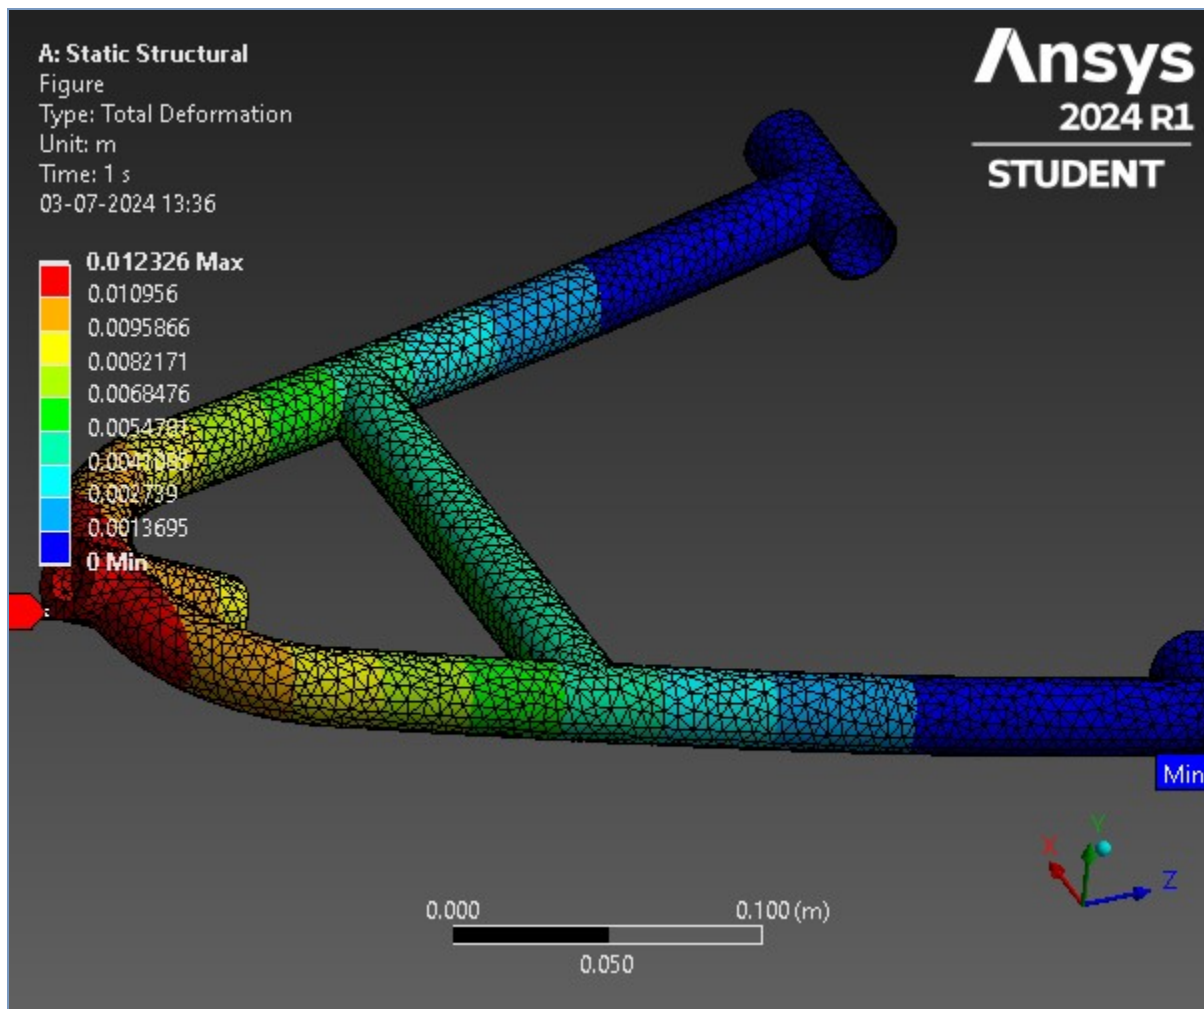 A: Static Structural
Figure
Type: Total Deformation
Unit: m
Time: 1 s
03-07-2024 13:36
Ansys
2024 R1
STUDENT
0.012326 Max
0.010956
0.0095866
0.0082171
0.0068476
0.002739
0.0013695
0 Min
Min
Y
X
Z
0.000
0.100 (m)
0.050